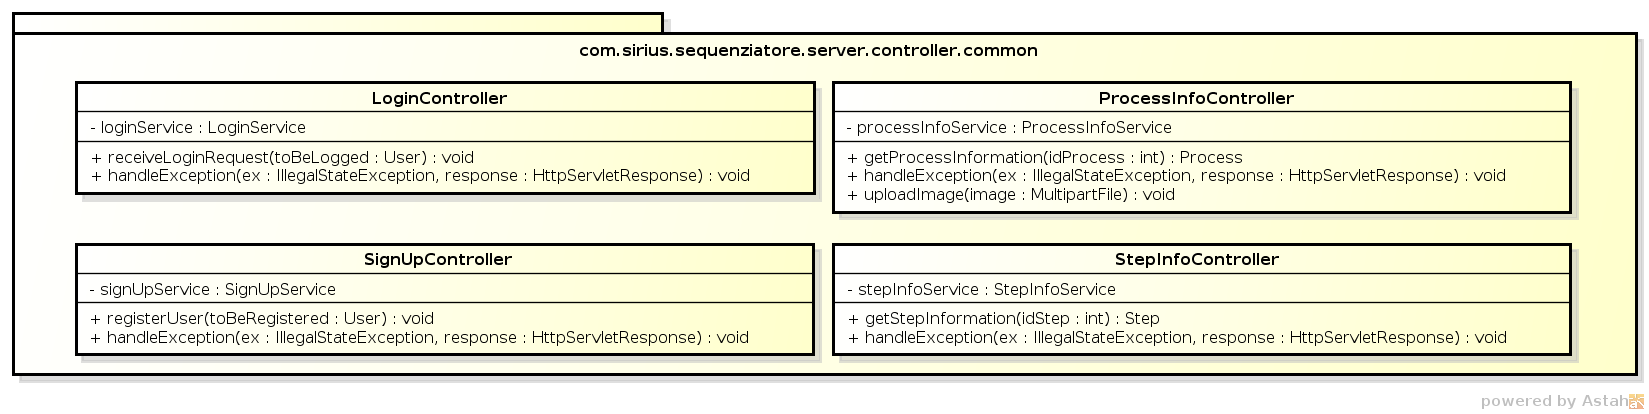 com.sirius.sequenziatore.server.controller.common
LoginController
- loginService : LoginService
+ receiveLoginRequest(toBeLogged : User) : void
+ handleException(ex : IllegalStateException, response : HttpServletResponse) : void
ProcessInfoController
- processInfoService : ProcessInfoService
+ getProcessInformation(idProcess : int) : Process
+ handleException(ex : IllegalStateException, response : HttpServletResponse) : void
+ uploadImage(image : MultipartFile) : void
SignUpController
- signUpService : SignUpService
+ registerUser(toBeRegistered : User) : void
+ handleException(ex : IllegalStateException, response : HttpServletResponse) : void
StepInfoController
- stepInfoService : StepInfoService
+ getStepInformation(idStep : int) : Step
+ handleException(ex : IllegalStateException, response : HttpServletResponse) : void
powered by Astah